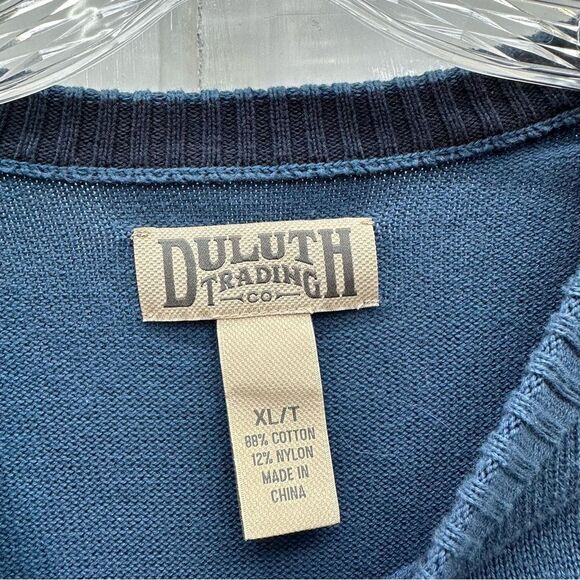 DULUTH
TRADING
CO
XL/T
88% COTTON
12% NYLON
MADE IN
CHINA